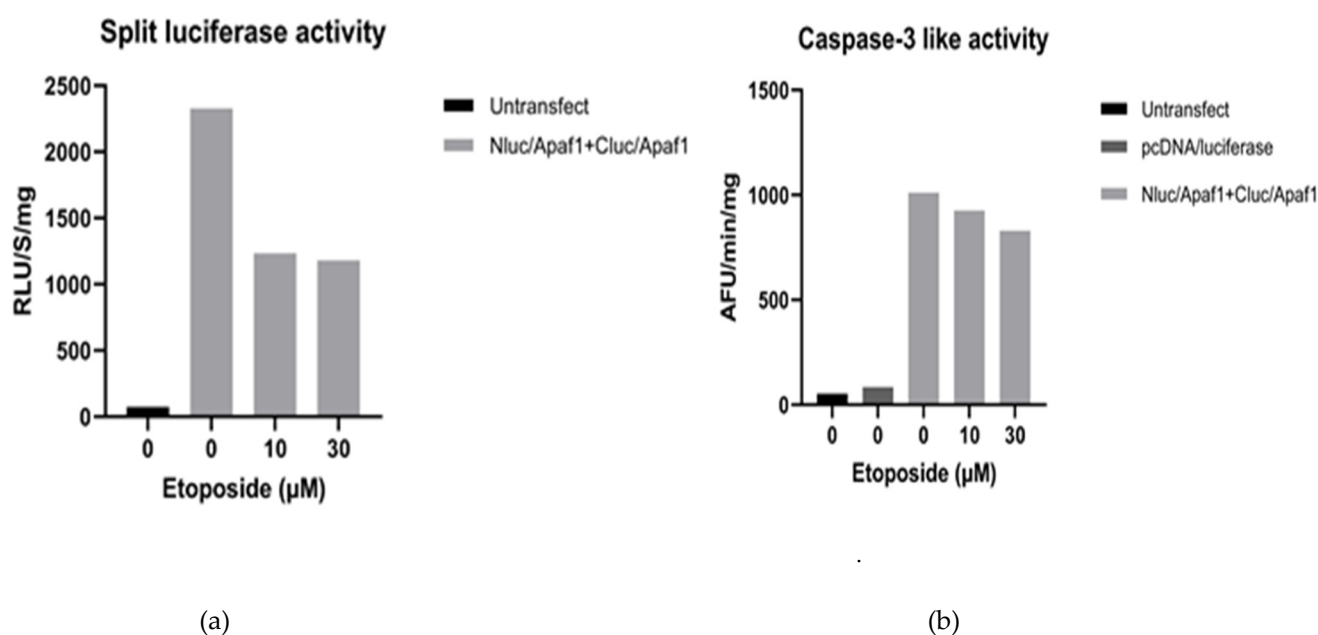 Split luciferase activity
2500
2000
1500
1000
500
0
RLU/S/mg
0 0 10 30
Etoposide (µM)
Untransfect
Nluc/Apaf1+Cluc/Apaf1
(a)
Caspase-3 like activity
1500
1000
500
0
AFU/min/mg
0 0 0 10 30
Etoposide (µM)
Untransfect
pcDNA/luciferase
Nluc/Apaf1+Cluc/Apaf1
.
(b)